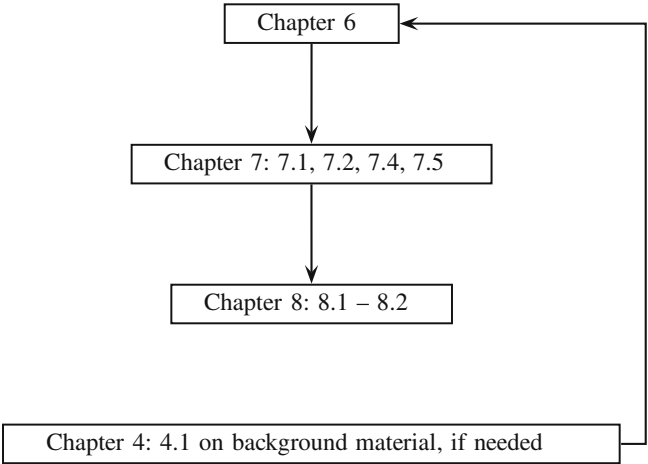 Chapter 6
Chapter 7: 7.1, 7.2, 7.4, 7.5
Chapter 8: 8.1 – 8.2
Chapter 4: 4.1 on background material, if needed